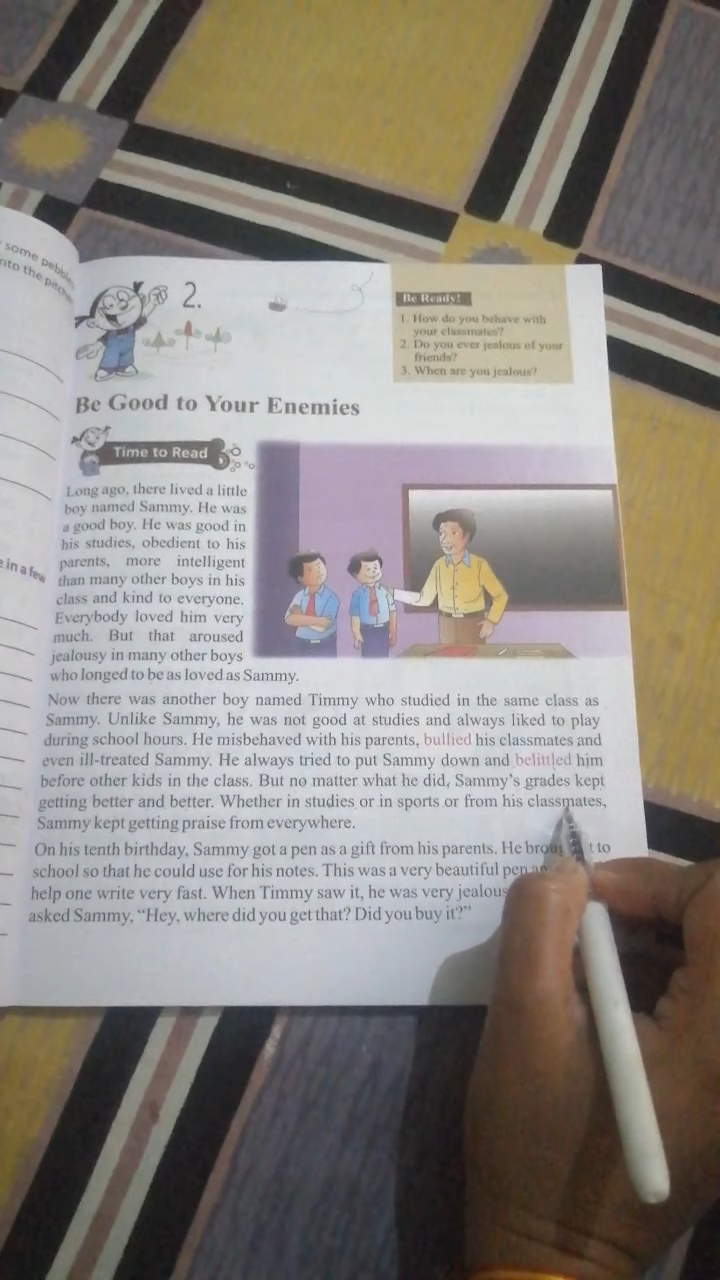 some pebbles
into the pitche
e in a few
2.
Be Ready!
1. How do you behave with
your classmates?
2. Do you ever jealous of your
friends?
3. When are you jealous?
Be Good to Your Enemies
Time to Read
Long ago, there lived a little
boy named Sammy. He was
a good boy. He was good in
his studies, obedient to his
parents, more intelligent
than many other boys in his
class and kind to everyone.
Everybody loved him very
much. But that aroused
jealousy in many other boys
who longed to be as loved as Sammy.
Now there was another boy named Timmy who studied in the same class as
Sammy. Unlike Sammy, he was not good at studies and always liked to play
during school hours. He misbehaved with his parents, bullied his classmates and
even ill-treated Sammy. He always tried to put Sammy down and belittled him
before other kids in the class. But no matter what he did, Sammy's grades kept
getting better and better. Whether in studies or in sports or from his classmates,
Sammy kept getting praise from everywhere.
On his tenth birthday, Sammy got a pen as a gift from his parents. He to
school so that he could use for his notes. This was a very beautiful pen
help one write very fast. When Timmy saw it, he was very jealous
asked Sammy, “Hey, where did you get that? Did you buy it?”